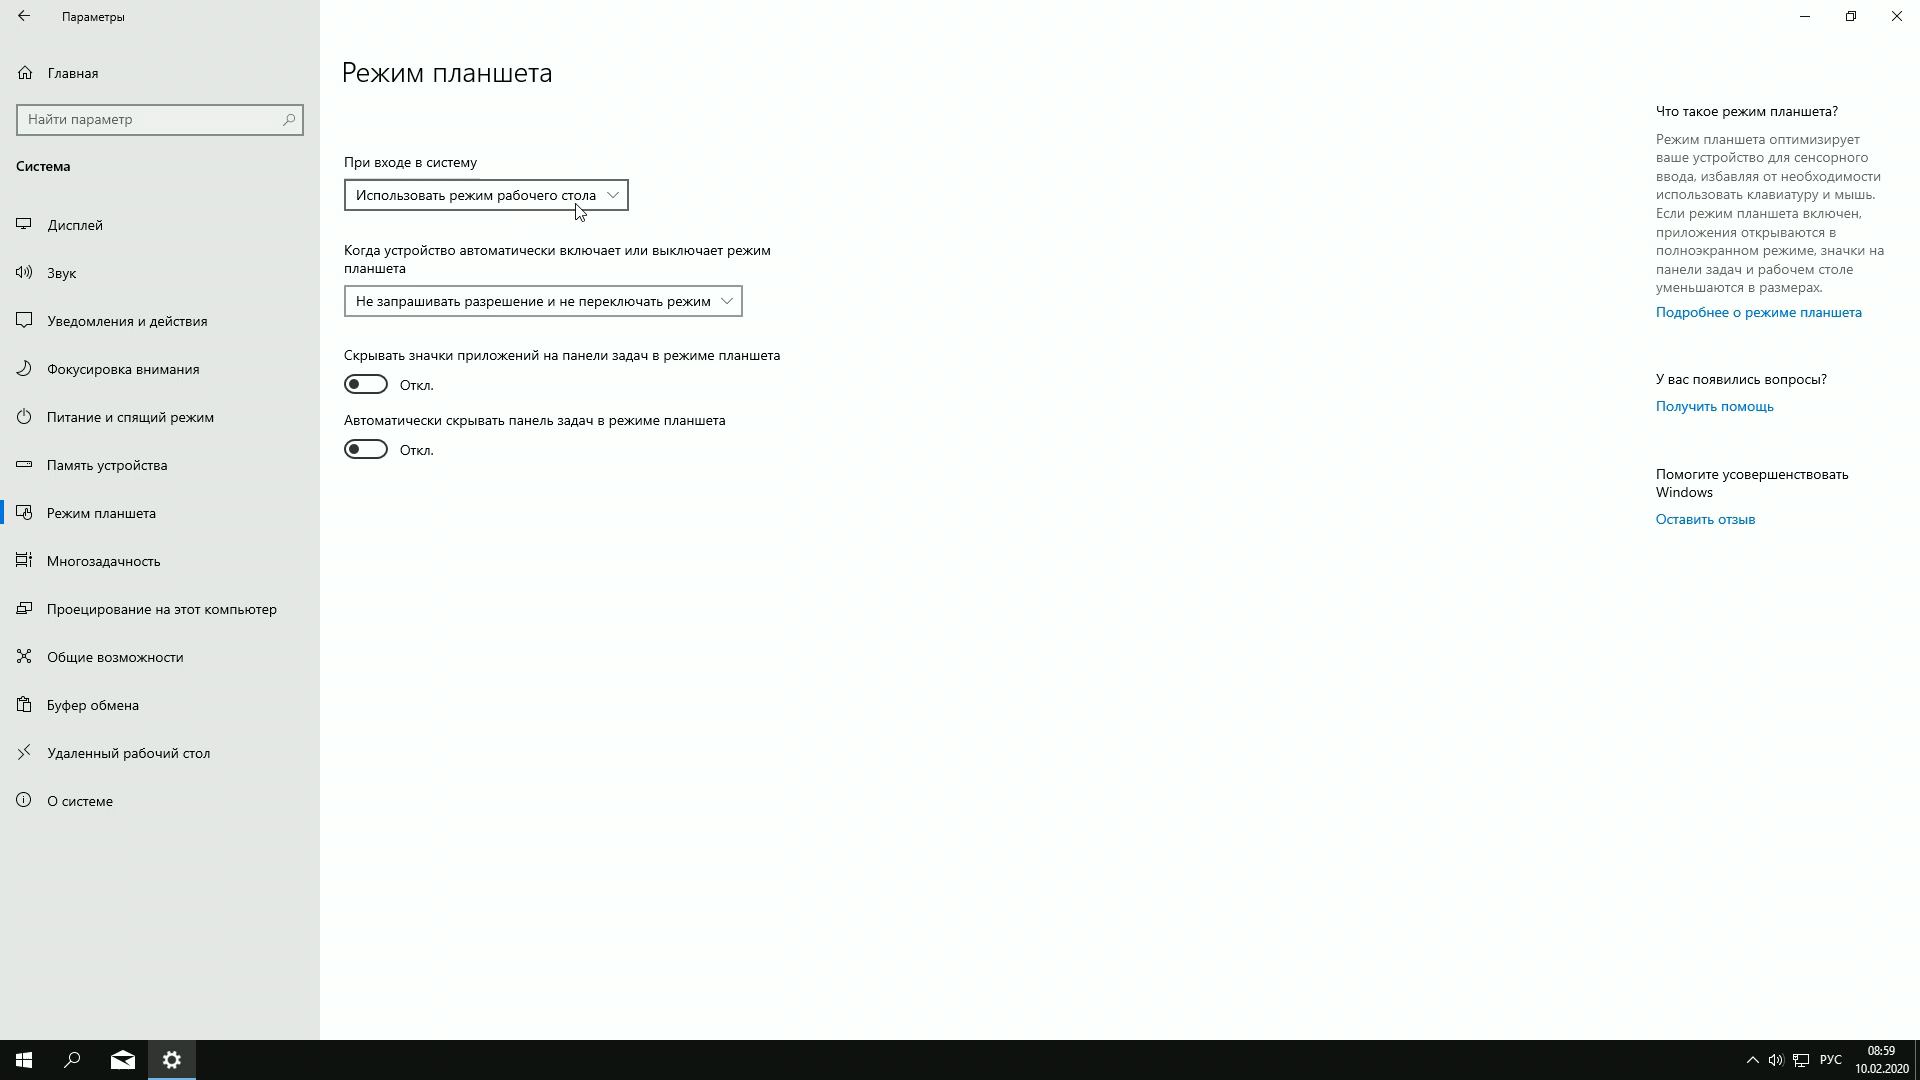 Параметры
Главная
Найти параметр
Система
Дисплей
Звук
Уведомления и действия
Фокусировка внимания
Питание и спящий режим
Память устройства
Режим планшета
Многозадачность
Проецирование на этот компьютер
Общие возможности
Буфер обмена
Удаленный рабочий стол
О системе
Режим планшета
При входе в систему
Использовать режим рабочего стола
Когда устройство автоматически включает или выключает режим
планшета
Не запрашивать разрешение и не переключать режим
Скрывать значки приложений на панели задач в режиме планшета
Откл.
Автоматически скрывать панель задач в режиме планшета
Откл.
Что такое режим планшета?
Режим планшета оптимизирует
ваше устройство для сенсорного
ввода, избавляя от необходимости
использовать клавиатуру и мышь.
Если режим планшета включен,
приложения открываются в
полноэкранном режиме, значки на
панели задач и рабочем столе
уменьшаются в размерах.
Подробнее о режиме планшета
У вас появились вопросы?
Получить помощь
Помогите усовершенствовать
Windows
Оставить отзыв
РУС
08:59
10.02.2020